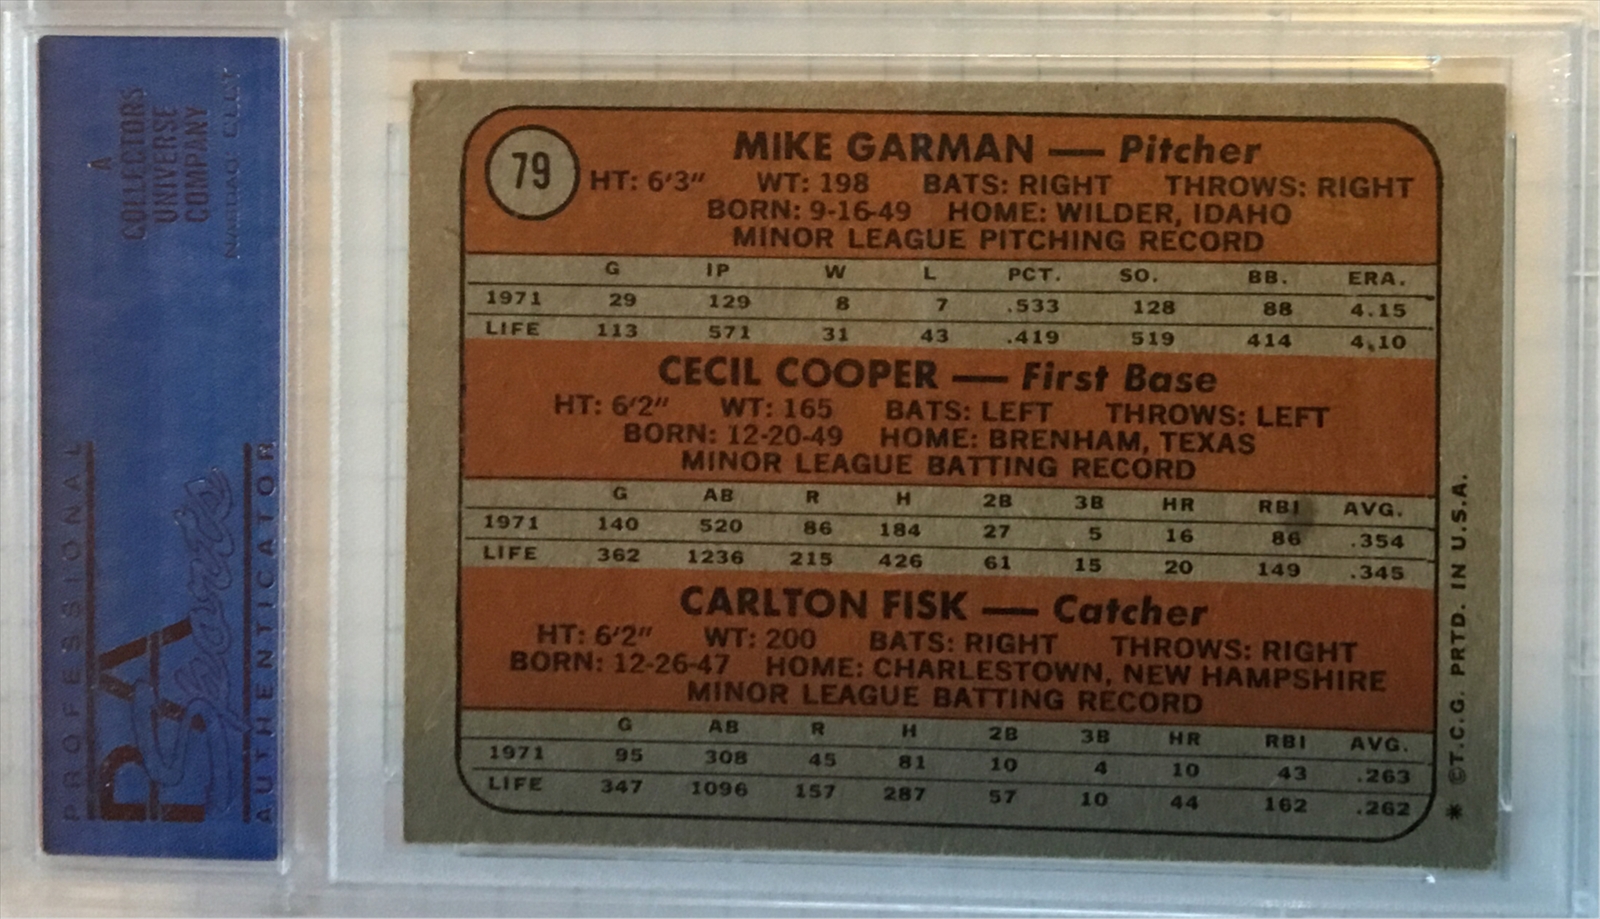 A
COLLECTORS
UNIVERSE
COMPANY
NASDAQ: CLCT
PROFESSIONAL
PSA
Sports
AUTHENTICATOR
79
MIKE GARMAN — Pitcher
HT: 6'3" WT: 198 BATS: RIGHT THROWS: RIGHT
BORN: 9-16-49 HOME: WILDER, IDAHO
MINOR LEAGUE PITCHING RECORD
G IP W L PCT. SO. BB. ERA.
1971 29 129 8 7 .533 128 88 4.15
LIFE 113 571 31 43 .419 519 414 4.10
CECIL COOPER — First Base
HT: 6'2" WT: 165 BATS: LEFT THROWS: LEFT
BORN: 12-20-49 HOME: BRENHAM, TEXAS
MINOR LEAGUE BATTING RECORD
G AB R H 2B 3B HR RBI AVG.
1971 140 520 86 184 27 5 16 86 .354
LIFE 362 1236 215 426 61 15 20 149 .345
CARLTON FISK — Catcher
HT: 6'2" WT: 200 BATS: RIGHT THROWS: RIGHT
BORN: 12-26-47 HOME: CHARLESTOWN, NEW HAMPSHIRE
MINOR LEAGUE BATTING RECORD
G AB R H 2B 3B HR RBI AVG.
1971 95 308 45 81 10 4 10 43 .263
LIFE 347 1096 157 287 57 10 44 162 .262
* ©T.C.G. PRTD. IN U.S.A.